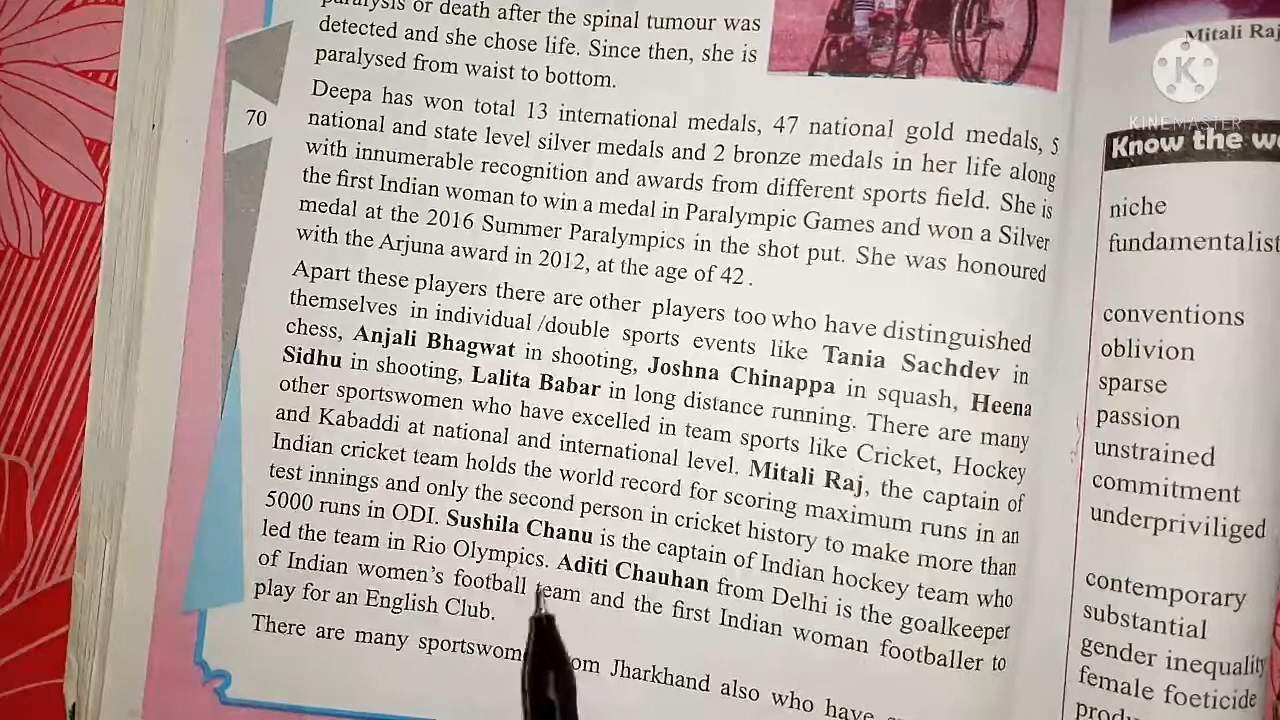 paralysis or death after the spinal tumour was
detected and she chose life. Since then, she is
paralysed from waist to bottom.
70
Deepa has won total 13 international medals, 47 national gold medals, 5
national and state level silver medals and 2 bronze medals in her life along
with innumerable recognition and awards from different sports field. She is
the first Indian woman to win a medal in Paralympic Games and won a Silver
medal at the 2016 Summer Paralympics in the shot put. She was honoured
with the Arjuna award in 2012, at the age of 42.
Apart these players there are other players too who have distinguished
themselves in individual /double sports events like Tania Sachdev in
chess, Anjali Bhagwat in shooting, Joshna Chinappa in squash, Heena
Sidhu in shooting, Lalita Babar in long distance running. There are many
other sportswomen who have excelled in team sports like Cricket, Hockey
and Kabaddi at national and international level. Mitali Raj, the captain of
Indian cricket team holds the world record for scoring maximum runs in an
test innings and only the second person in cricket history to make more than
5000 runs in ODI. Sushila Chanu is the captain of Indian hockey team who
led the team in Rio Olympics. Aditi Chauhan from Delhi is the goalkeeper
of Indian women's football team and the first Indian woman footballer to
play for an English Club.
There are many sportswom om Jharkhand also who have
Mitali Raj
K
KINEMASTER
Know the w
niche
fundamentalist
conventions
oblivion
sparse
passion
unstrained
commitment
underpriviliged
contemporary
substantial
gender inequality
female foeticide